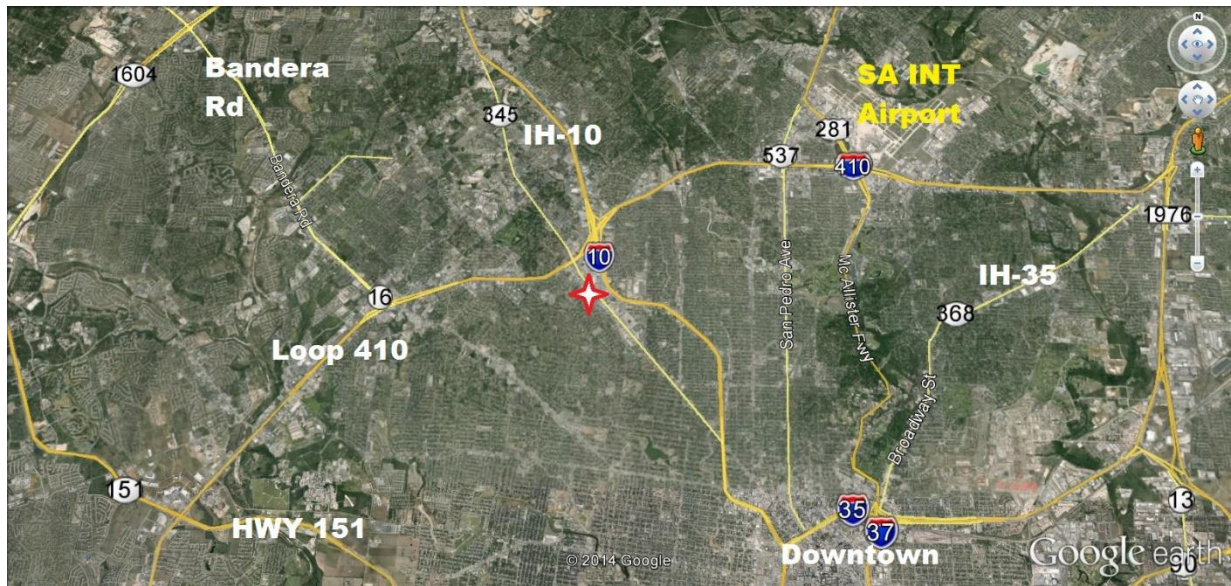 N
1604
Bandera
Rd
SA INT
Airport
345
IH-10
281
537
410
Bandera Rd
1976
10
San Pedro Ave
Mc Allister Fwy
IH-35
16
368
Loop 410
Broadway St
151
35
13
HWY 151
37
© 2014 Google
Downtown
Google earth
90